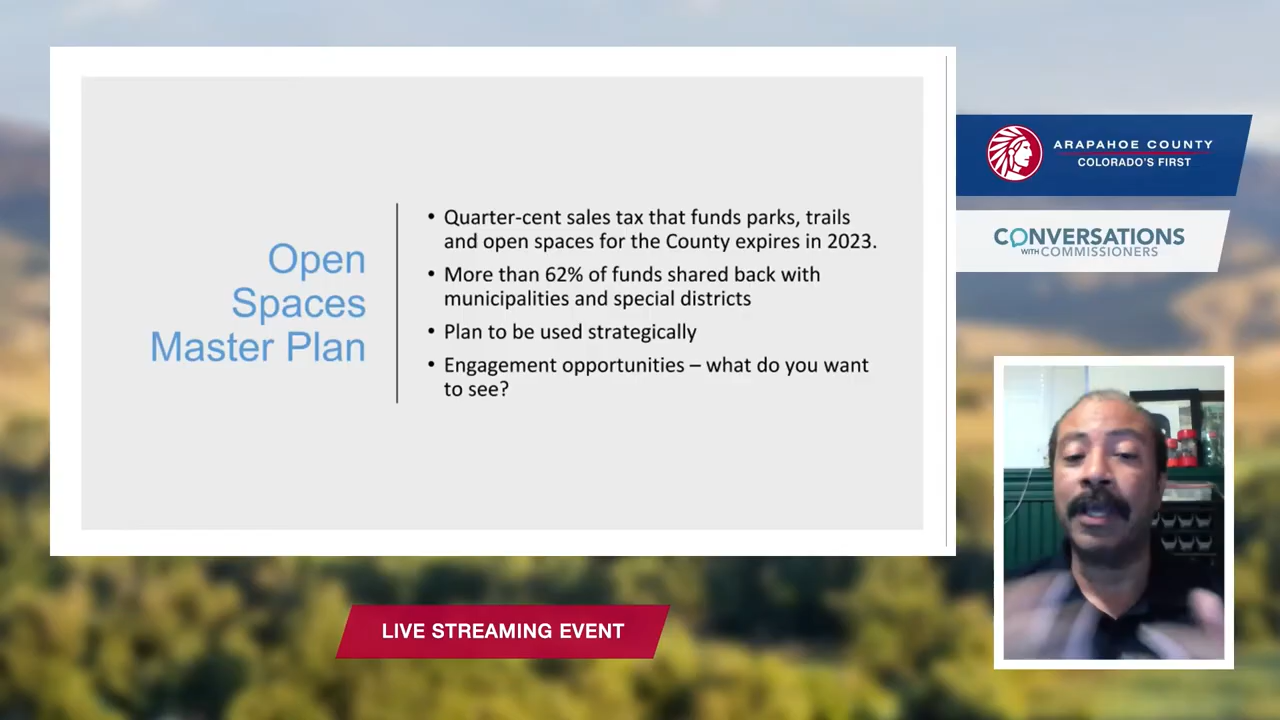 Open
Spaces
Master Plan
• Quarter-cent sales tax that funds parks, trails
and open spaces for the County expires in 2023.
• More than 62% of funds shared back with
municipalities and special districts
• Plan to be used strategically
• Engagement opportunities – what do you want
to see?
ARAPAHOE COUNTY
COLORADO'S FIRST
CONVERSATIONS
WITH COMMISSIONERS
LIVE STREAMING EVENT